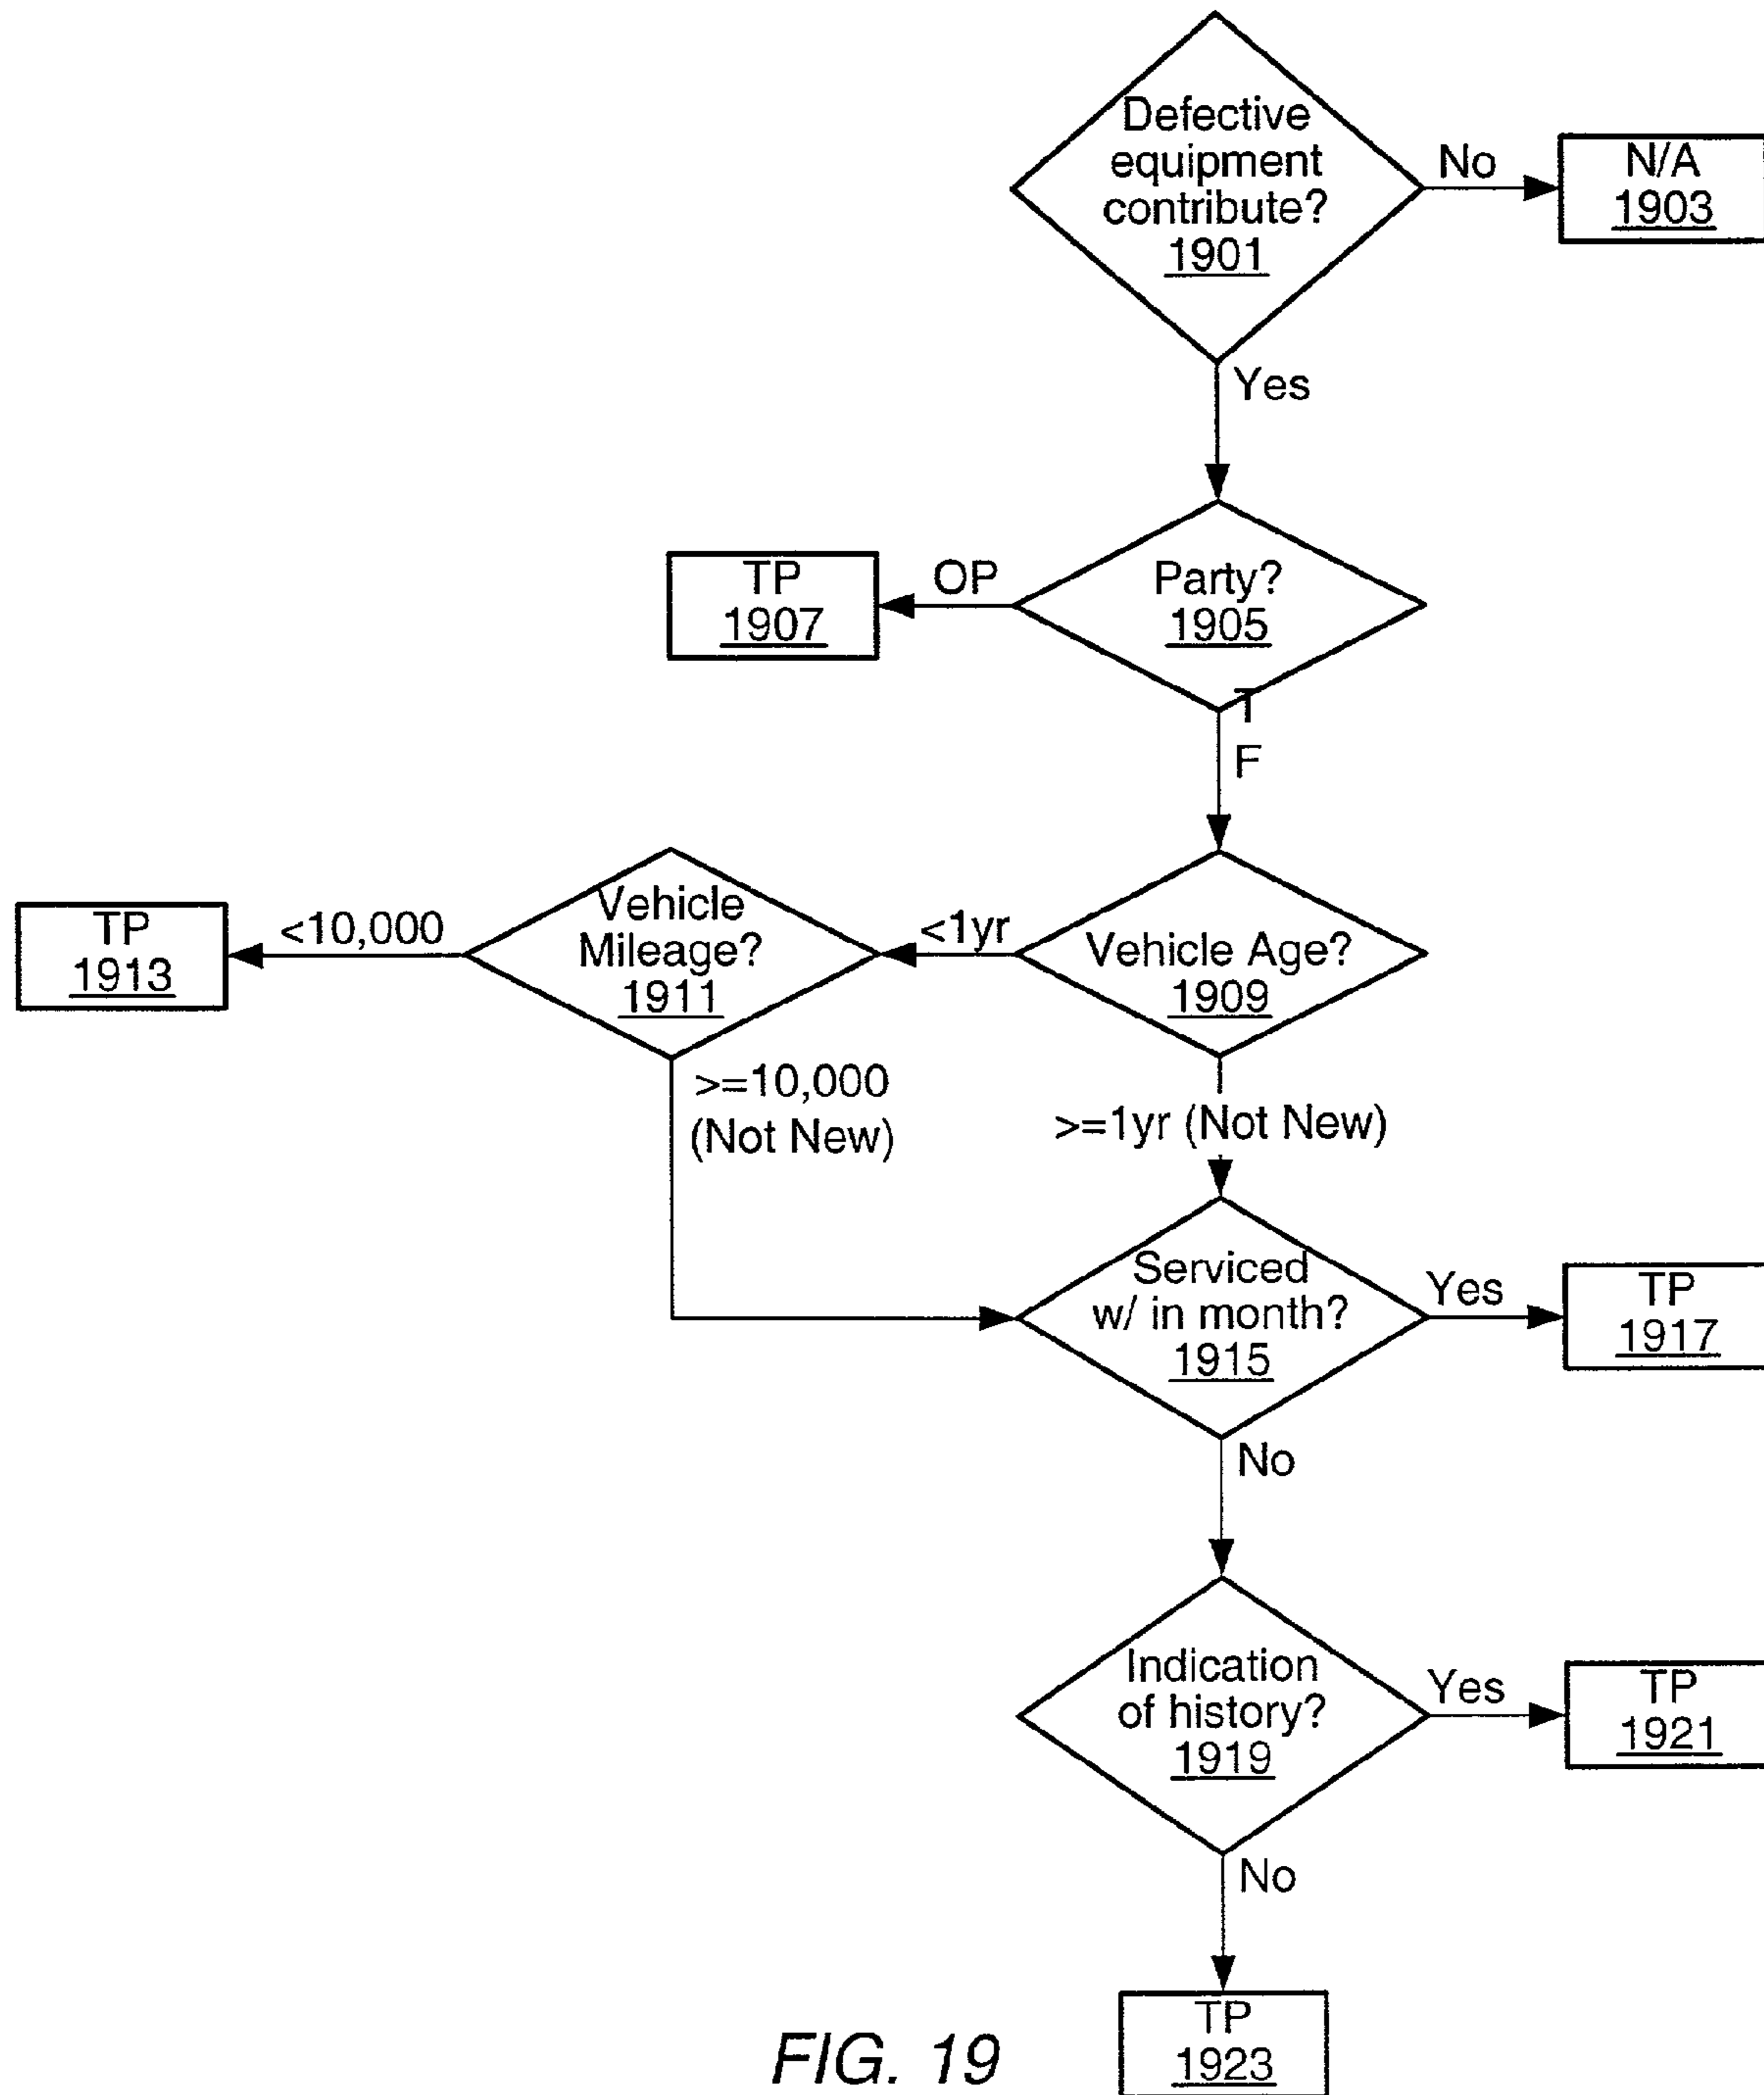 Defective
equipment
contribute?
1901
No
N/A
1903
Yes
TP
1907
OP
Party?
1905
T
F
TP
1913
<10,000
Vehicle
Mileage?
1911
<1yr
Vehicle Age?
1909
>=10,000
(Not New)
>=1yr (Not New)
Serviced
w/ in month?
1915
Yes
TP
1917
No
Indication
of history?
1919
Yes
TP
1921
No
TP
1923
FIG. 19